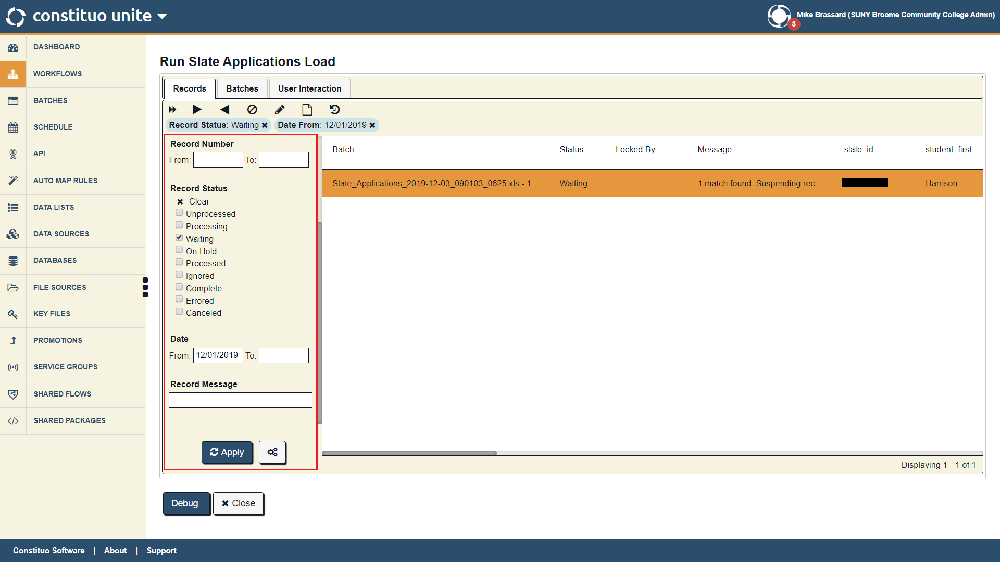 constituo unite
Mike Brassard (SUNY Broome Community College Admin)
3
DASHBOARD
WORKFLOWS
BATCHES
SCHEDULE
API
AUTO MAP RULES
DATA LISTS
DATA SOURCES
DATABASES
FILE SOURCES
KEY FILES
PROMOTIONS
SERVICE GROUPS
SHARED FLOWS
SHARED PACKAGES
Run Slate Applications Load
Records Batches User Interaction
Record Status: Waiting Date From: 12/01/2019
Record Number
From: To:
Record Status
Clear
Unprocessed
Processing
Waiting
On Hold
Processed
Ignored
Complete
Errored
Canceled
Date
From: 12/01/2019 To:
Record Message
Apply
Batch Status Locked By Message slate_id student_first
Slate_Applications_2019-12-03_090103_0625.xls - 1... Waiting 1 match found. Suspending rec... Harrison
Displaying 1 - 1 of 1
Debug Close
Constituo Software | About | Support